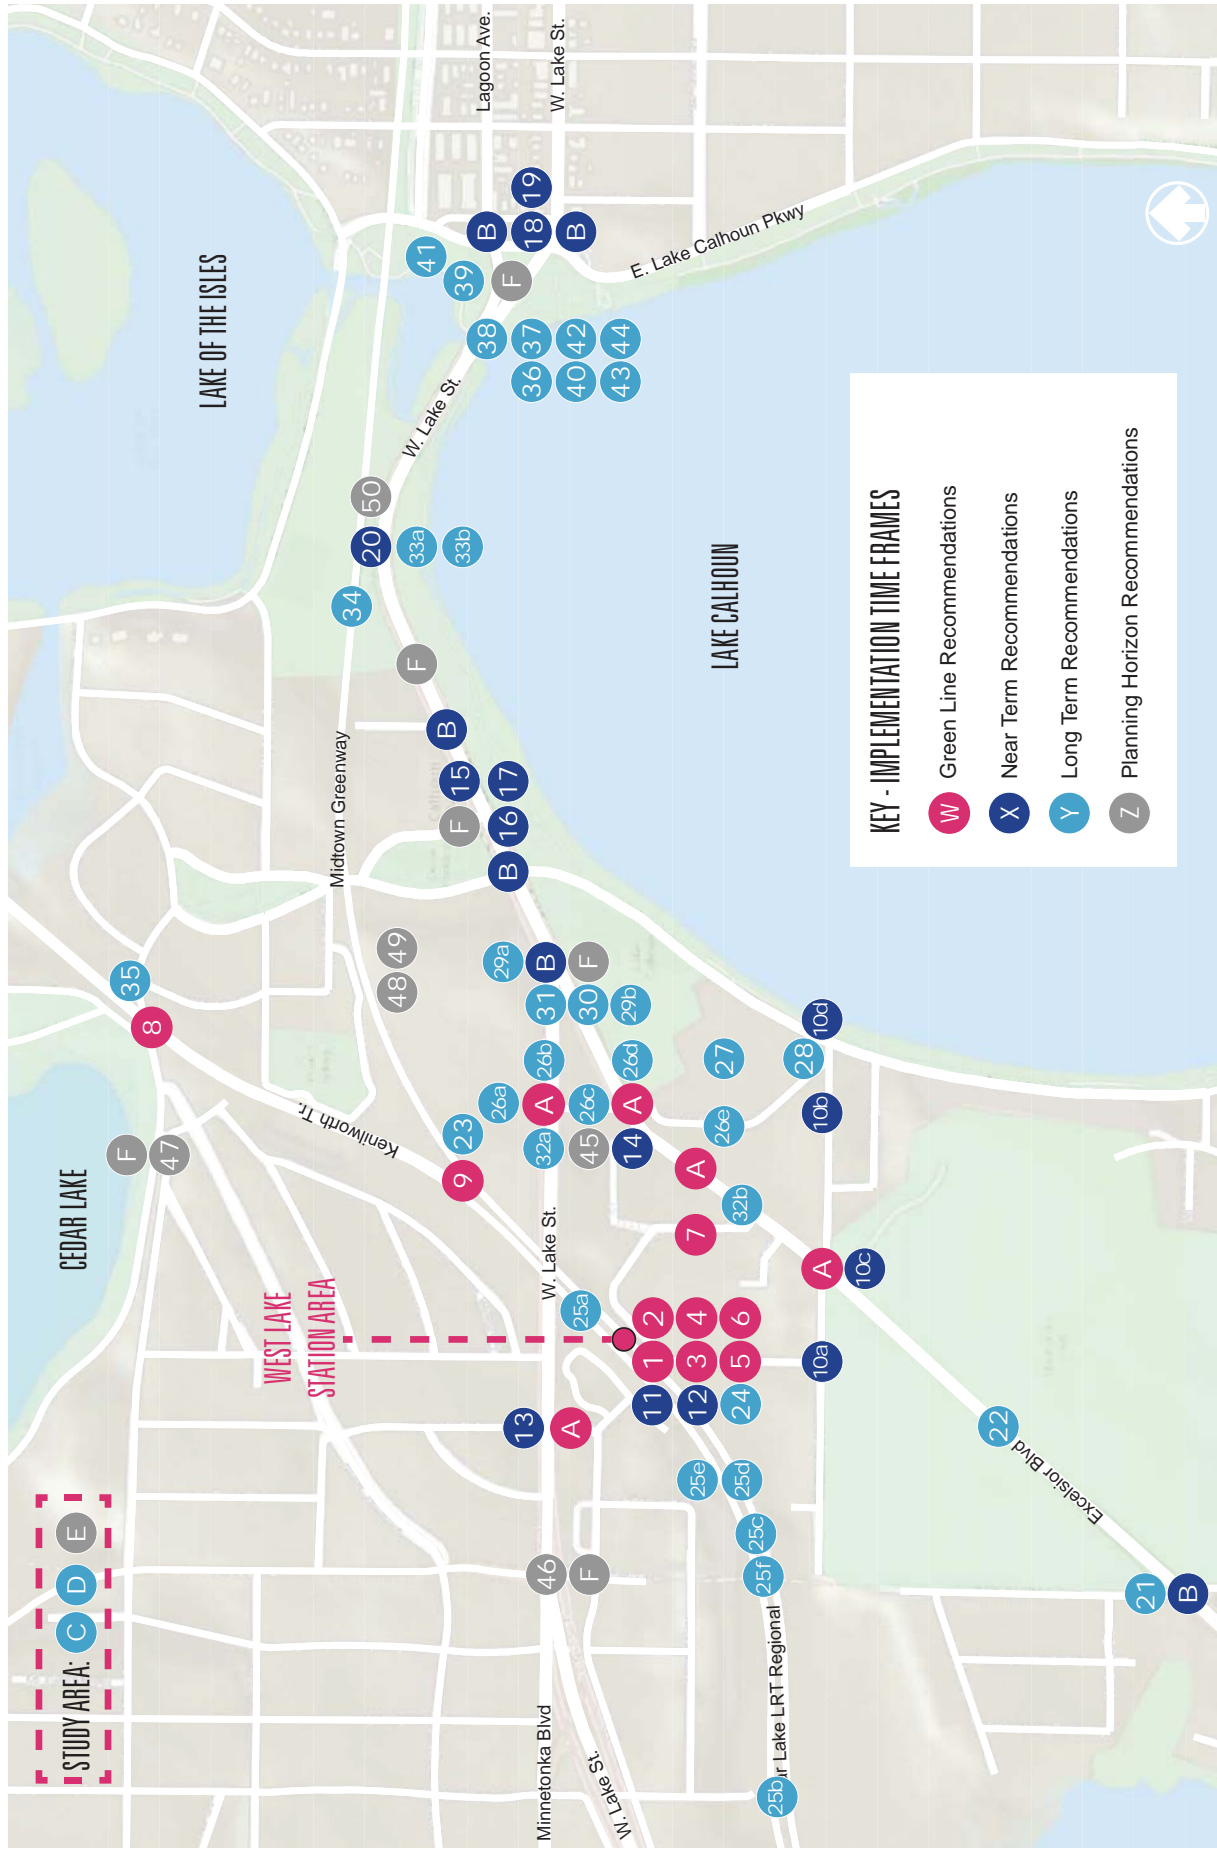 STUDY AREA: C D E
CEDAR LAKE
LAKE OF THE ISLES
LAKE CALHOUN
WEST LAKE
STATION AREA
F
47
8
35
Kenilworth Tr.
Midtown Greenway
34
20
50
33a
33b
W. Lake St.
Lagoon Ave.
W. Lake St.
E. Lake Calhoun Pkwy
41
39
F
B
18
19
B
38
36
37
40
42
43
44
F
B
15
F
16
17
B
48
49
29a
B
F
31
30
29b
9
23
26a
26b
A
32a
26c
45
26d
A
14
27
28
26e
10d
10b
A
32b
7
A
10c
W. Lake St.
25a
1
2
3
4
5
6
11
12
24
10a
13
A
25e
25d
25c
25f
25b
46
F
Minnetonka Blvd
W. Lake St.
Lake LRT Regional
Excelsior Blvd
22
21
B
KEY - IMPLEMENTATION TIME FRAMES
W Green Line Recommendations
X Near Term Recommendations
Y Long Term Recommendations
Z Planning Horizon Recommendations